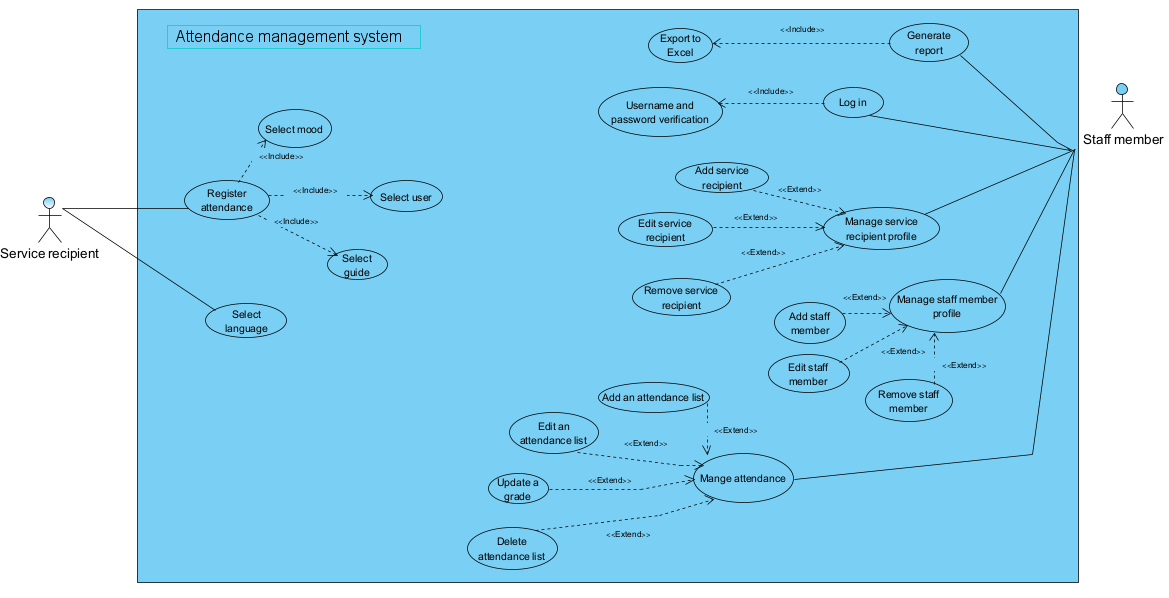 Attendance management system
Export to
Excel
<<Include>>
Generate
report
Username and
password verification
<<Include>>
Log in
Staff member
Select mood
<<Include>>
Register
attendance
<<Include>>
Select user
<<Include>>
Select
guide
Service recipient
Select
language
Add service
recipient
<<Extend>>
Edit service
recipient
<<Extend>>
Manage service
recipient profile
<<Extend>>
Remove service
recipient
<<Extend>>
Manage staff member
profile
Add staff
member
<<Extend>>
Edit staff
member
<<Extend>>
Remove staff
member
Add an attendance list
<<Extend>>
Edit an
attendance list
<<Extend>>
Update a
grade
<<Extend>>
Mange attendance
Delete
attendance list
<<Extend>>